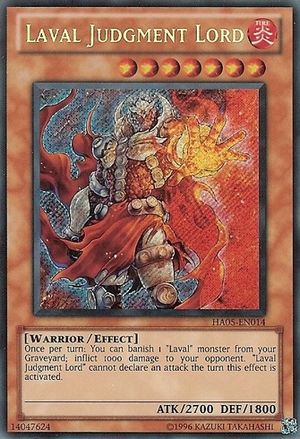 LAVAL JUDGMENT LORD
FIRE
炎
HA05-EN014
[WARRIOR / EFFECT]
Once per turn: You can banish 1 "Laval" monster from
your Graveyard; inflict 1000 damage to your opponent. "Laval
Judgment Lord" cannot declare an attack the turn this effect
is activated.
ATK/2700 DEF/1800
14047624
©1996 KAZUKI TAKAHASHI